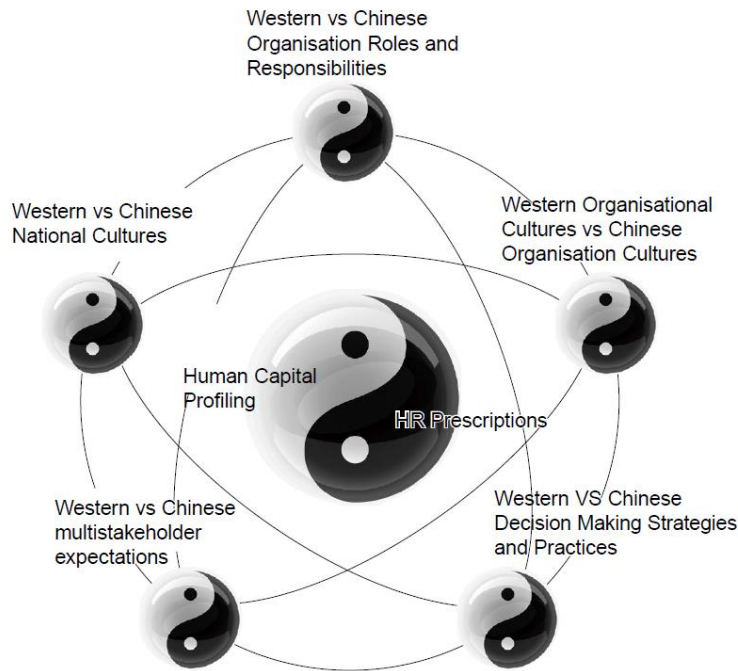 Western vs Chinese
Organisation Roles and
Responsibilities
Western vs Chinese
National Cultures
Western Organisational
Cultures vs Chinese
Organisation Cultures
Human Capital
Profiling
HR Prescriptions
Western vs Chinese
multistakeholder
expectations
Western VS Chinese
Decision Making Strategies
and Practices